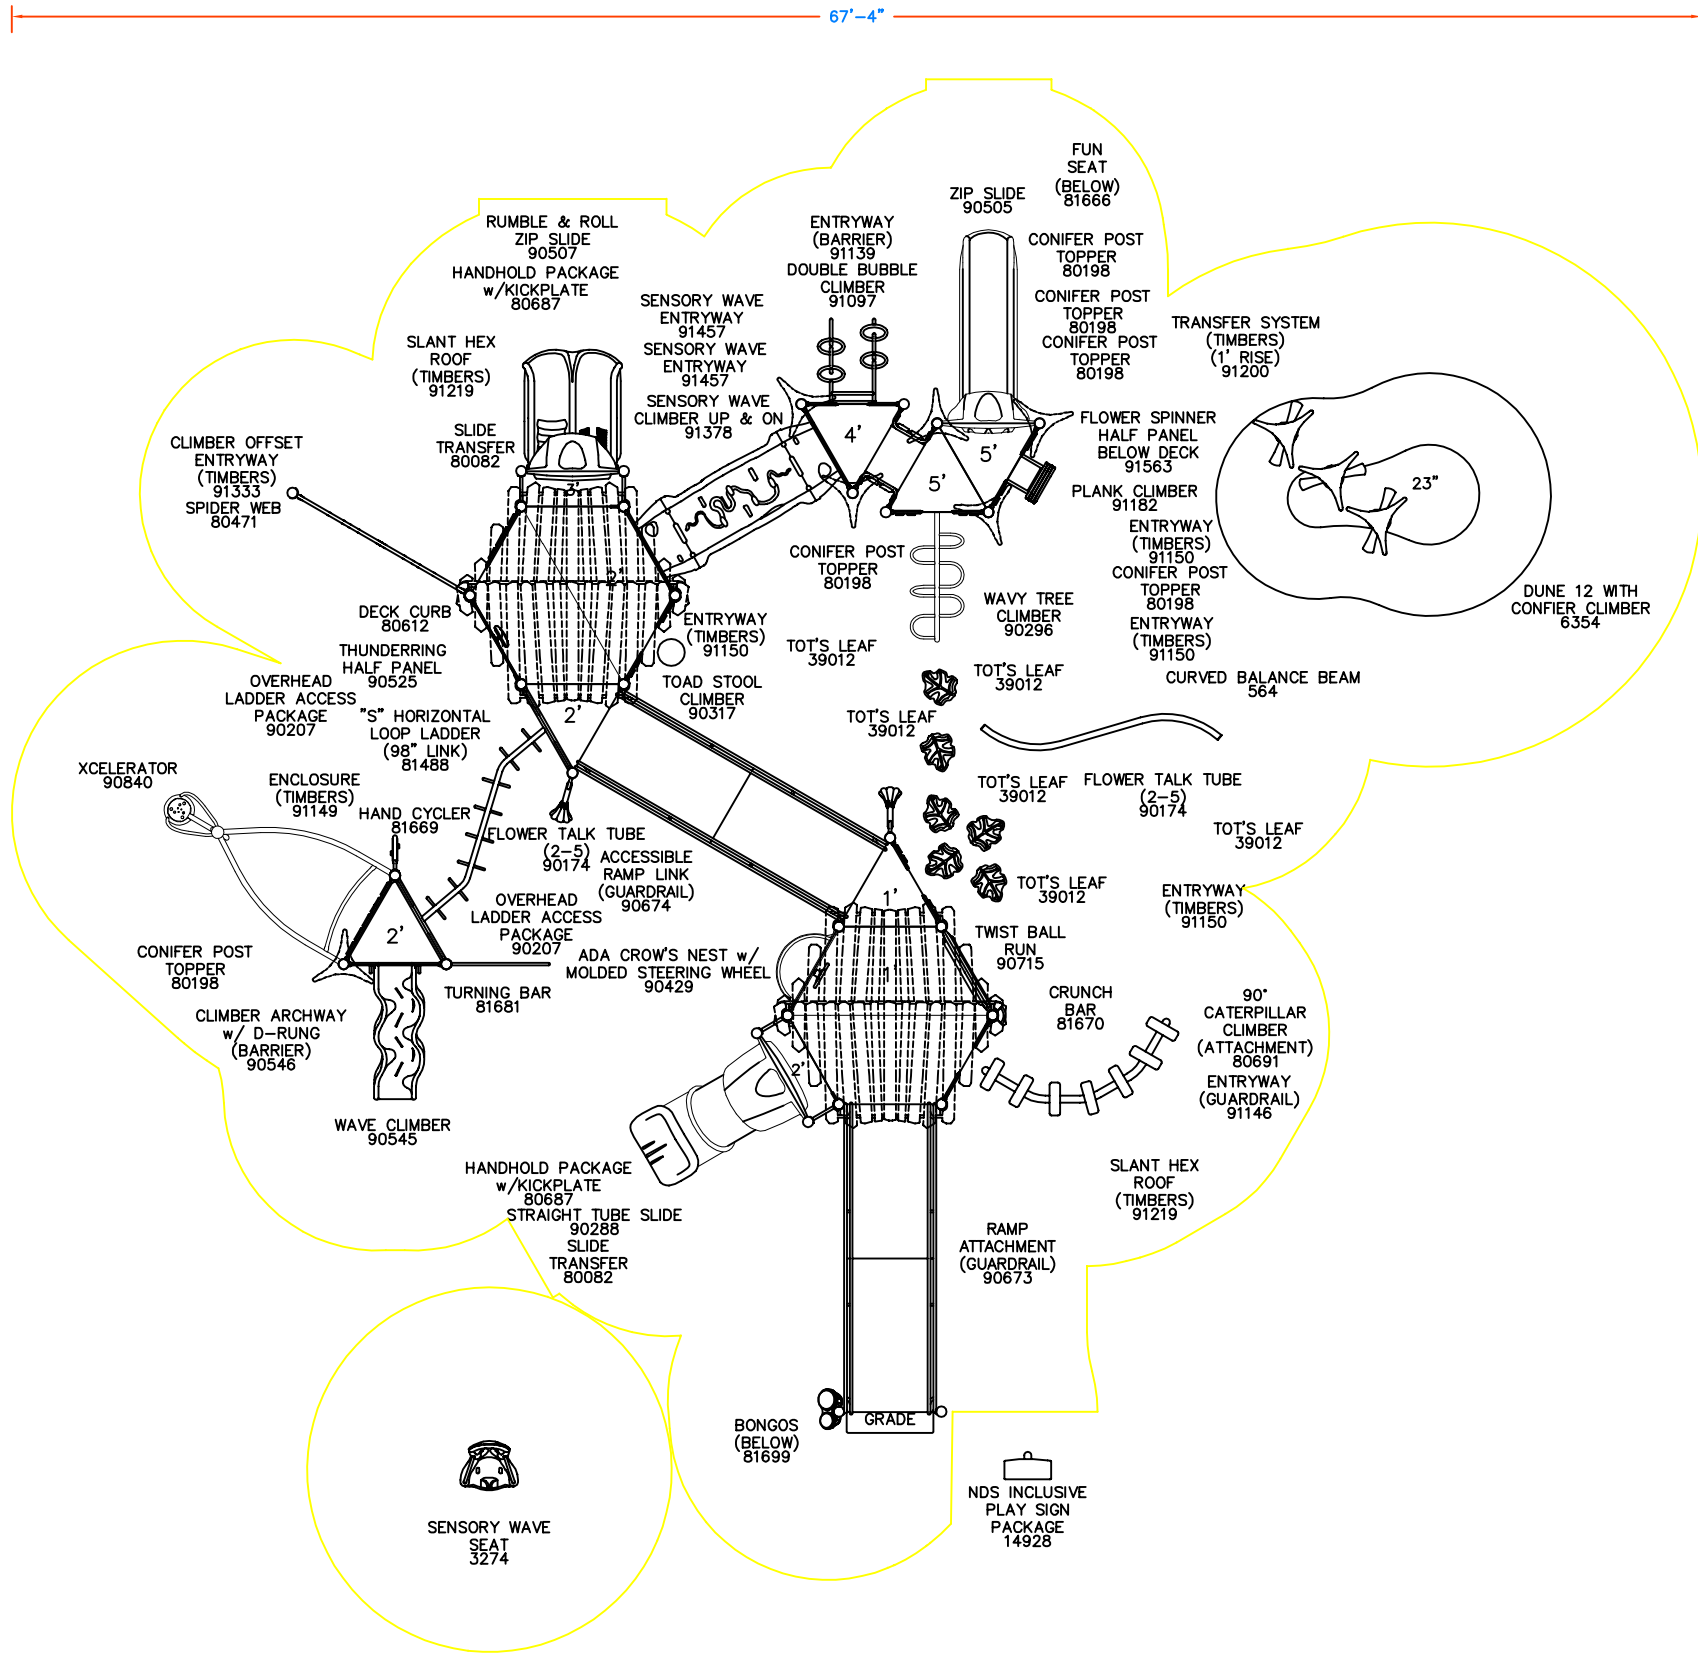 67'-4"
FUN
SEAT
(BELOW)
81666
ZIP SLIDE
90505
RUMBLE & ROLL
ZIP SLIDE
90507
HANDHOLD PACKAGE
w/KICKPLATE
80687
ENTRYWAY
(BARRIER)
91139
DOUBLE BUBBLE
CLIMBER
91097
CONIFER POST
TOPPER
80198
CONIFER POST
TOPPER
80198
CONIFER POST
TOPPER
80198
SENSORY WAVE
ENTRYWAY
91457
SENSORY WAVE
ENTRYWAY
91457
SENSORY WAVE
CLIMBER UP & ON
91378
TRANSFER SYSTEM
(TIMBERS)
(1' RISE)
91200
SLANT HEX
ROOF
(TIMBERS)
91219
SLIDE
TRANSFER
80082
CLIMBER OFFSET
ENTRYWAY
(TIMBERS)
91333
SPIDER WEB
80471
4'
5'
5'
3'
2'
2'
23"
FLOWER SPINNER
HALF PANEL
BELOW DECK
91563
PLANK CLIMBER
91182
ENTRYWAY
(TIMBERS)
91150
CONIFER POST
TOPPER
80198
ENTRYWAY
(TIMBERS)
91150
CONIFER POST
TOPPER
80198
WAVY TREE
CLIMBER
90296
DUNE 12 WITH
CONFIER CLIMBER
6354
DECK CURB
80612
THUNDERRING
HALF PANEL
90525
ENTRYWAY
(TIMBERS)
91150
TOAD STOOL
CLIMBER
90317
TOT'S LEAF
39012
TOT'S LEAF
39012
TOT'S LEAF
39012
CURVED BALANCE BEAM
564
OVERHEAD
LADDER ACCESS
PACKAGE
90207
"S" HORIZONTAL
LOOP LADDER
(98" LINK)
81488
XCELERATOR
90840
ENCLOSURE
(TIMBERS)
91149
HAND CYCLER
81669
TOT'S LEAF
39012
FLOWER TALK TUBE
(2-5)
90174
TOT'S LEAF
39012
FLOWER TALK TUBE
(2-5)
90174
ACCESSIBLE
RAMP LINK
(GUARDRAIL)
90674
TOT'S LEAF
39012
ENTRYWAY
(TIMBERS)
91150
OVERHEAD
LADDER ACCESS
PACKAGE
90207
2'
1'
1'
2'
CONIFER POST
TOPPER
80198
ADA CROW'S NEST w/
MOLDED STEERING WHEEL
90429
TWIST BALL
RUN
90715
TURNING BAR
81681
CRUNCH
BAR
81670
90°
CATERPILLAR
CLIMBER
(ATTACHMENT)
80691
ENTRYWAY
(GUARDRAIL)
91146
CLIMBER ARCHWAY
w/ D-RUNG
(BARRIER)
90546
WAVE CLIMBER
90545
HANDHOLD PACKAGE
w/KICKPLATE
80687
STRAIGHT TUBE SLIDE
90288
SLIDE
TRANSFER
80082
SLANT HEX
ROOF
(TIMBERS)
91219
RAMP
ATTACHMENT
(GUARDRAIL)
90673
GRADE
BONGOS
(BELOW)
81699
NDS INCLUSIVE
PLAY SIGN
PACKAGE
14928
SENSORY WAVE
SEAT
3274